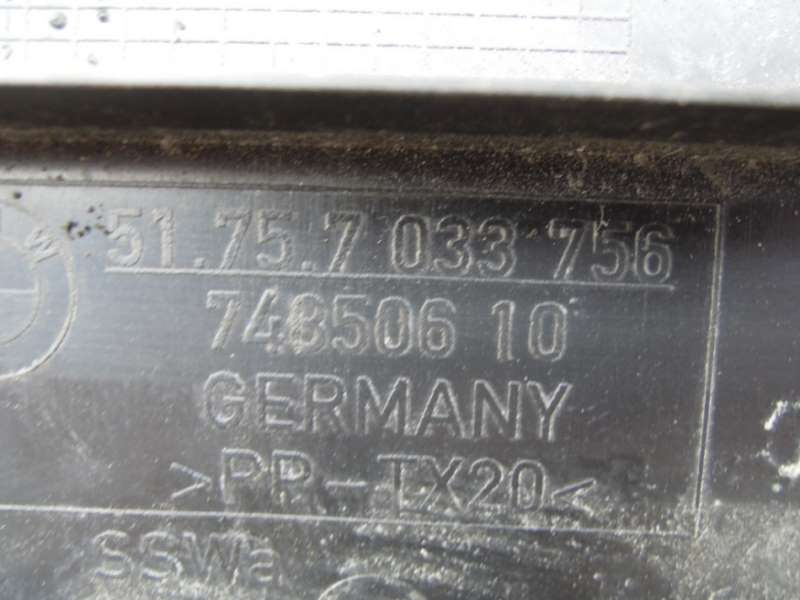 51.75.7 033 756
748506 10
GERMANY
>PP-TX20<
SSWa